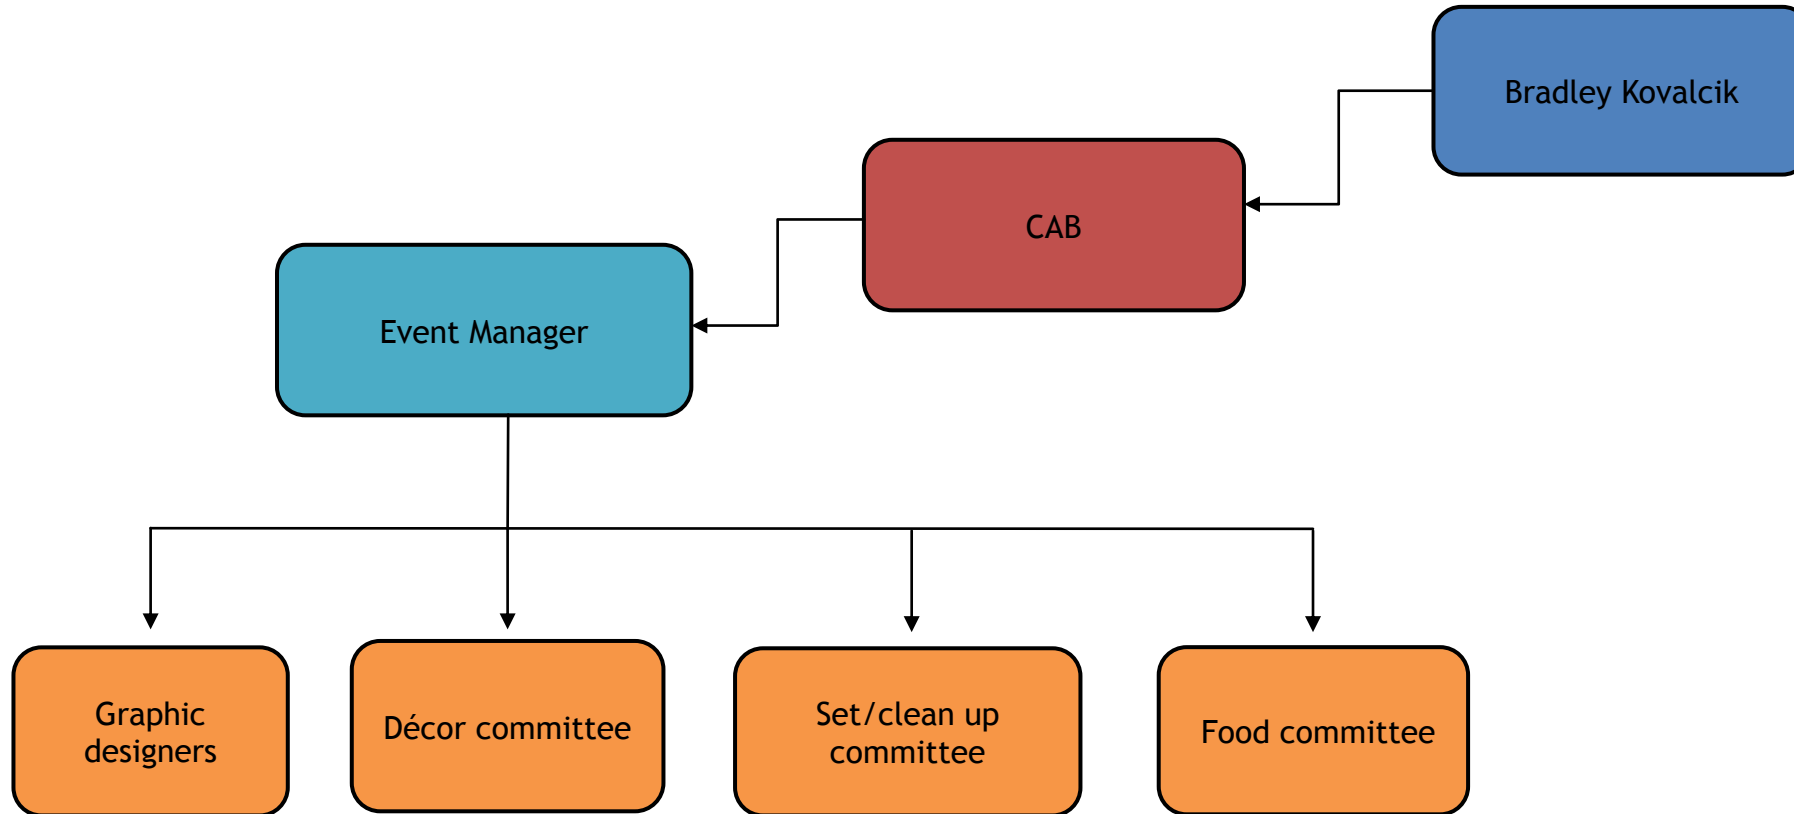 Bradley Kovalcik
CAB
Event Manager
Graphic
designers
Décor committee
Set/clean up
committee
Food committee